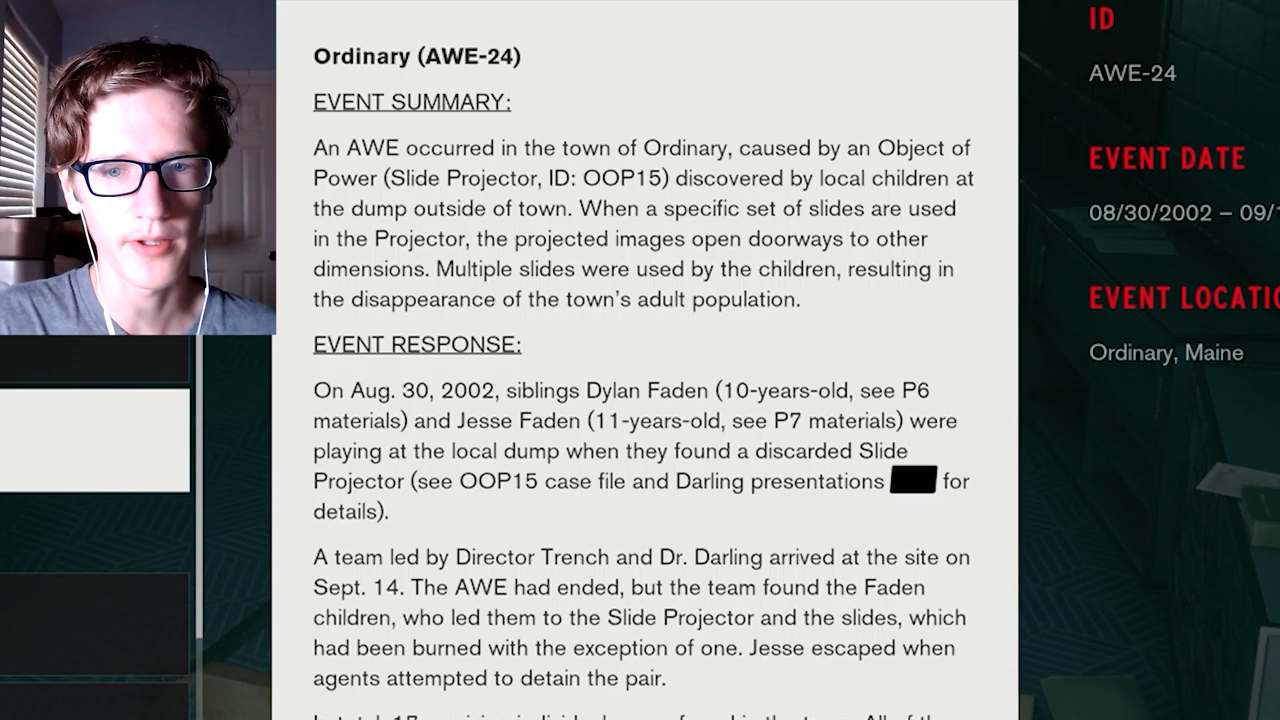 Ordinary (AWE-24)
EVENT SUMMARY:
An AWE occurred in the town of Ordinary, caused by an Object of
Power (Slide Projector, ID: OOP15) discovered by local children at
the dump outside of town. When a specific set of slides are used
in the Projector, the projected images open doorways to other
dimensions. Multiple slides were used by the children, resulting in
the disappearance of the town's adult population.
EVENT RESPONSE:
On Aug. 30, 2002, siblings Dylan Faden (10-years-old, see P6
materials) and Jesse Faden (11-years-old, see P7 materials) were
playing at the local dump when they found a discarded Slide
Projector (see OOP15 case file and Darling presentations for
details).
A team led by Director Trench and Dr. Darling arrived at the site on
Sept. 14. The AWE had ended, but the team found the Faden
children, who led them to the Slide Projector and the slides, which
had been burned with the exception of one. Jesse escaped when
agents attempted to detain the pair.
ID
AWE-24
EVENT DATE
08/30/2002 – 09/
EVENT LOCATIO
Ordinary, Maine